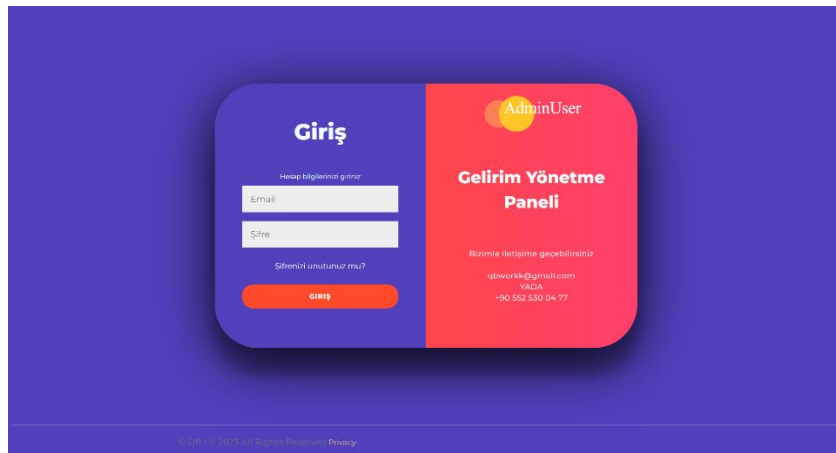 Giriş
Hesap bilgilerinizi giriniz
Email
Şifre
Şifrenizi unutunuz mu?
GIRIŞ
AdminUser
Gelirim Yönetme
Paneli
Bizimle iletişime geçebilirsiniz
qbworkk@gmail.com
YADA
+90 552 530 04 77
© QB | © 2023 All Rights Reserved Privacy